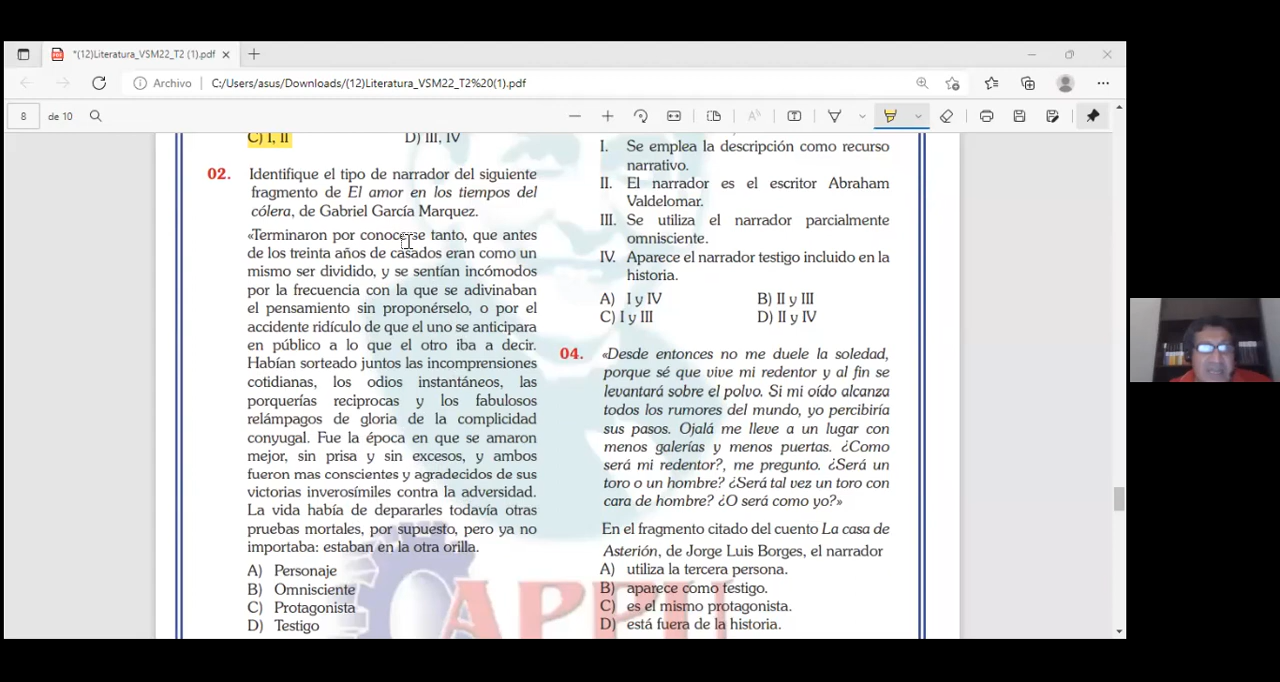 *(12)Literatura_VSM22_T2 (1).pdf
Archivo
C:/Users/asus/Downloads/(12)Literatura_VSM22_T2%20(1).pdf
8
de 10
C) I, II
D) III, IV
02.
Identifique el tipo de narrador del siguiente
fragmento de El amor en los tiempos del
cólera, de Gabriel García Marquez.
«Terminaron por conocerse tanto, que antes
de los treinta años de casados eran como un
mismo ser dividido, y se sentían incómodos
por la frecuencia con la que se adivinaban
el pensamiento sin proponérselo, o por el
accidente ridículo de que el uno se anticipara
en público a lo que el otro iba a decir.
Habían sorteado juntos las incomprensiones
cotidianas, los odios instantáneos, las
porquerías reciprocas y los fabulosos
relámpagos de gloria de la complicidad
conyugal. Fue la época en que se amaron
mejor, sin prisa y sin excesos, y ambos
fueron mas conscientes y agradecidos de sus
victorias inverosímiles contra la adversidad.
La vida había de depararles todavía otras
pruebas mortales, por supuesto, pero ya no
importaba: estaban en la otra orilla.
A) Personaje
B) Omnisciente
C) Protagonista
D) Testigo
I. Se emplea la descripción como recurso
narrativo.
II. El narrador es el escritor Abraham
Valdelomar.
III. Se utiliza el narrador parcialmente
omnisciente.
IV. Aparece el narrador testigo incluido en la
historia.
A) I y IV
B) II y III
C) I y III
D) II y IV
04.
«Desde entonces no me duele la soledad,
porque sé que vive mi redentor y al fin se
levantará sobre el polvo. Si mi oído alcanza
todos los rumores del mundo, yo percibiría
sus pasos. Ojalá me lleve a un lugar con
menos galerías y menos puertas. ¿Como
será mi redentor?, me pregunto. ¿Será un
toro o un hombre? ¿Será tal vez un toro con
cara de hombre? ¿O será como yo?»
En el fragmento citado del cuento La casa de
Asterión, de Jorge Luis Borges, el narrador
A) utiliza la tercera persona.
B) aparece como testigo.
C) es el mismo protagonista.
D) está fuera de la historia.